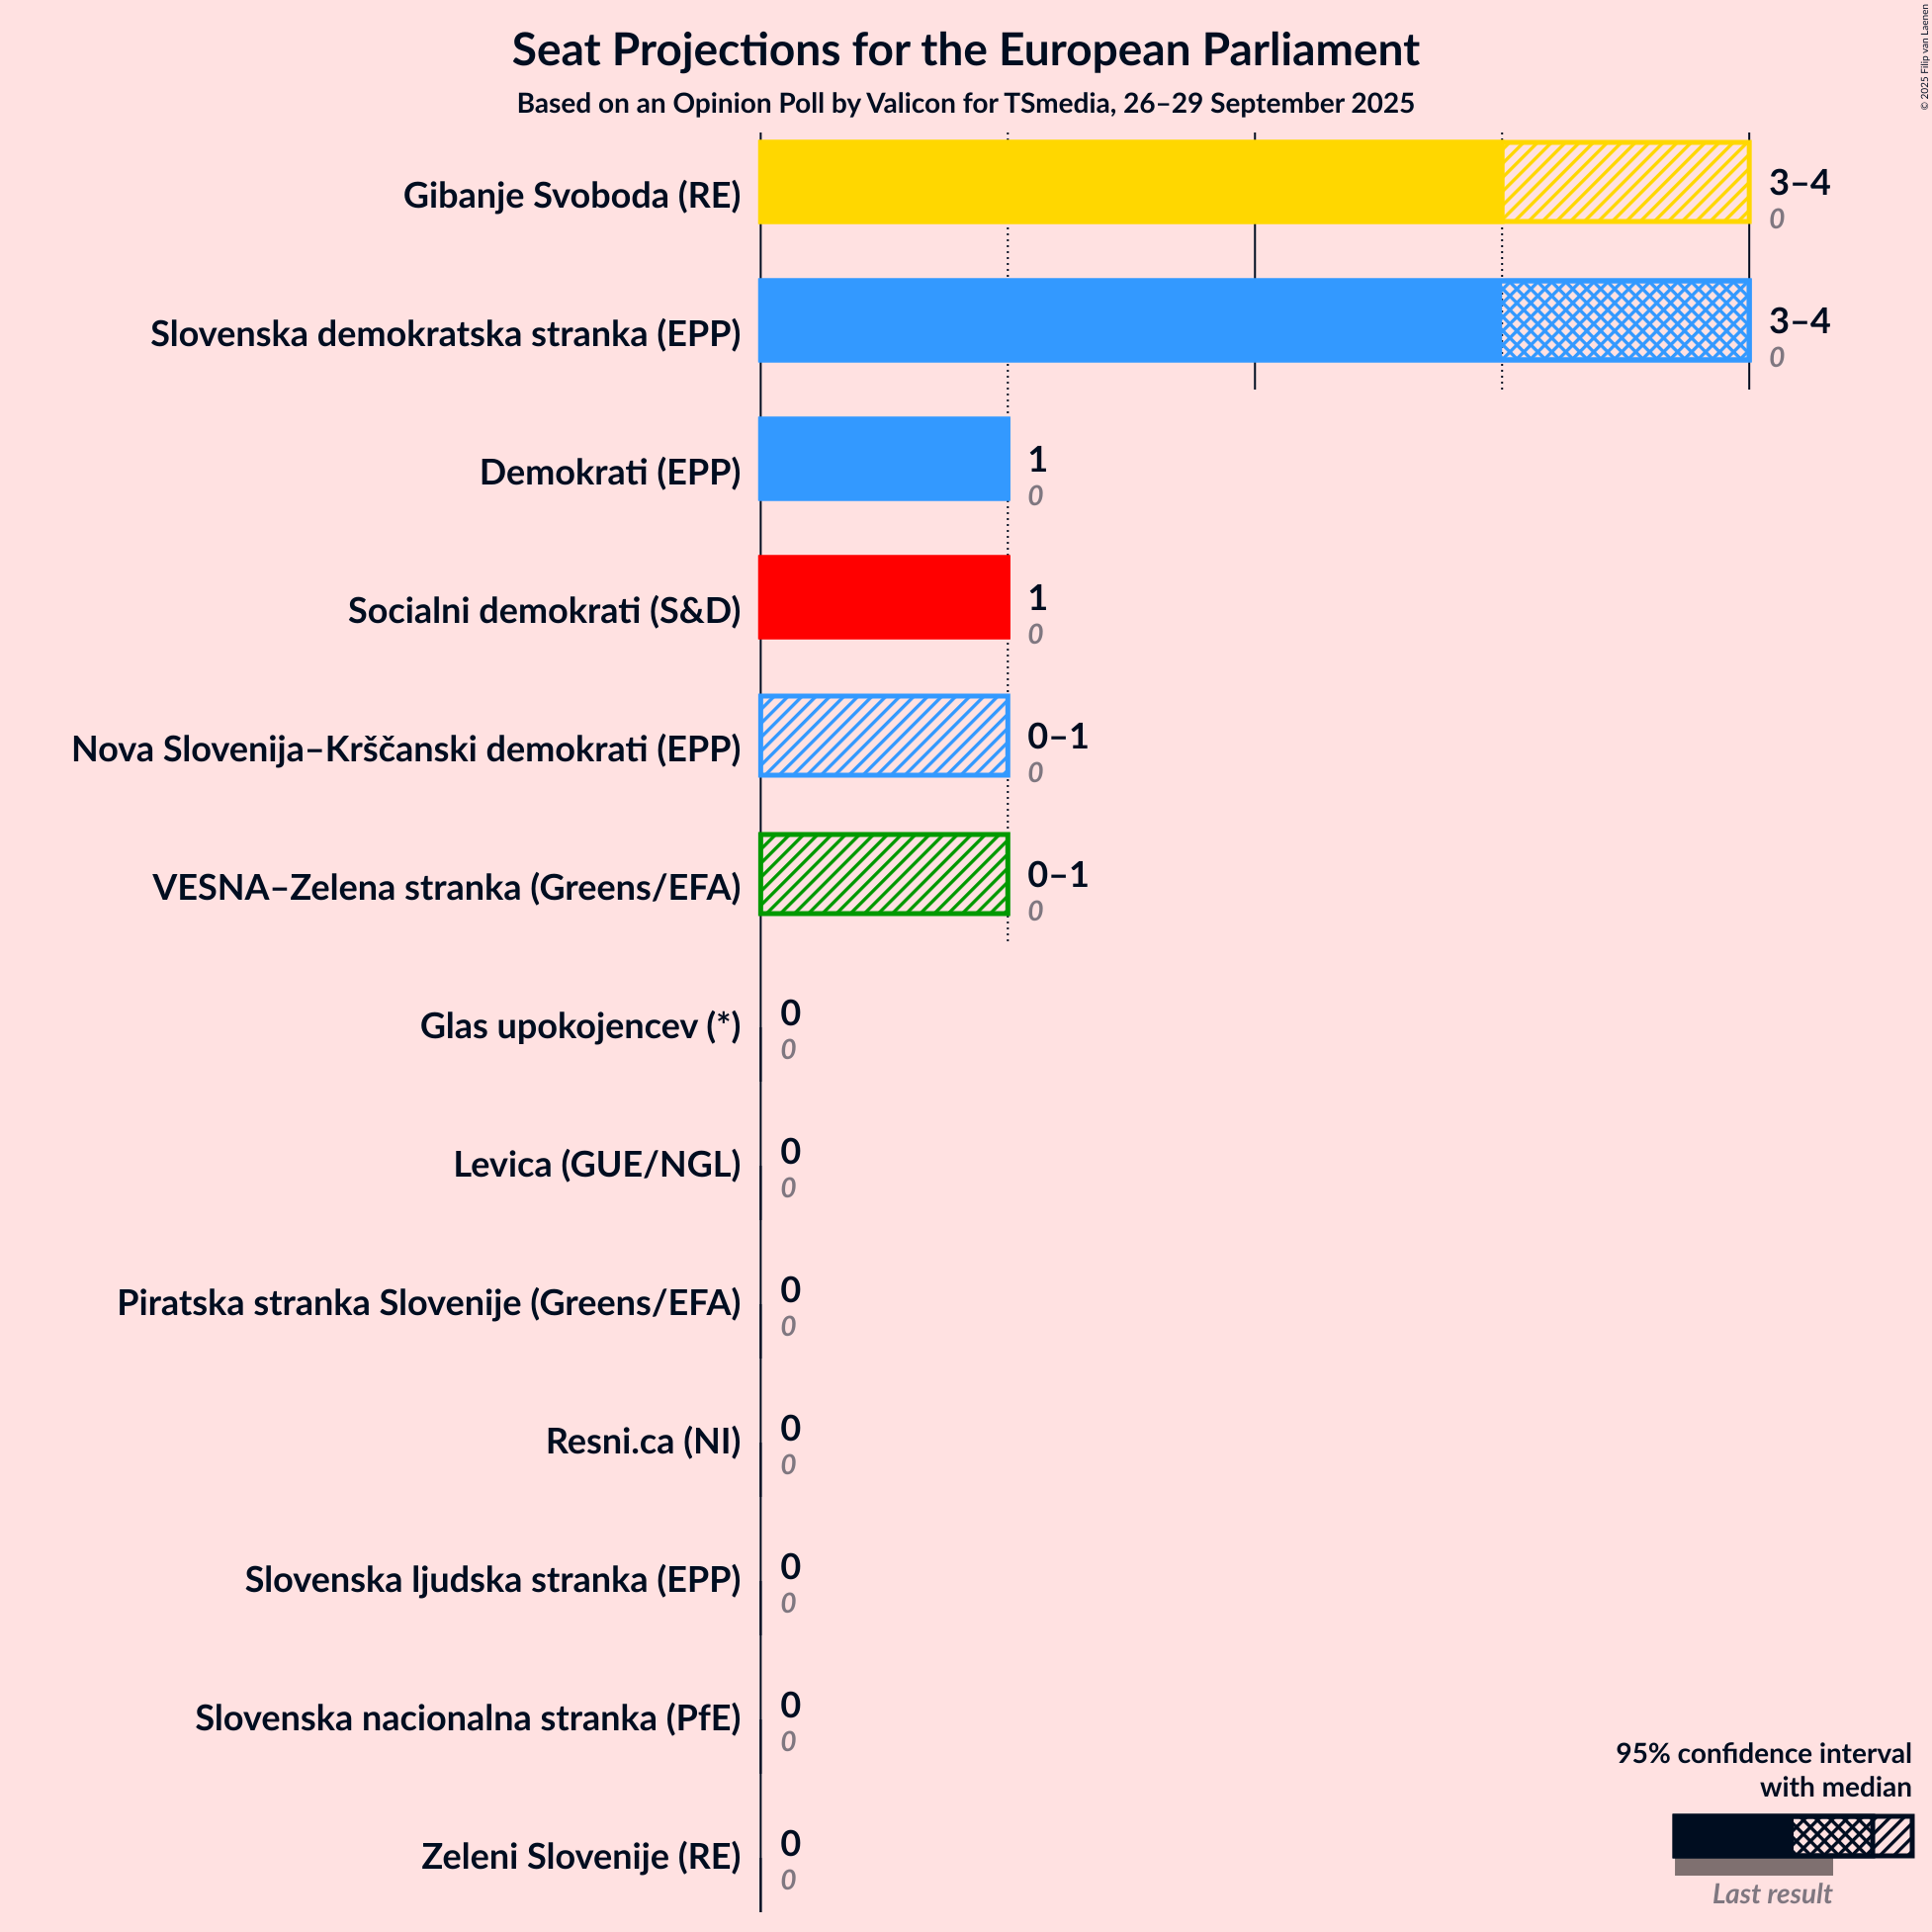 Seat Projections for the European Parliament
Based on an Opinion Poll by Valicon for TSmedia, 26–29 September 2025
© 2025 Filip van Laenen
Gibanje Svoboda (RE)
3–4
0
Slovenska demokratska stranka (EPP)
3–4
0
Demokrati (EPP)
1
0
Socialni demokrati (S&D)
1
0
Nova Slovenija–Krščanski demokrati (EPP)
0–1
0
VESNA–Zelena stranka (Greens/EFA)
0–1
0
Glas upokojencev (*)
0
0
Levica (GUE/NGL)
0
0
Piratska stranka Slovenije (Greens/EFA)
0
0
Resni.ca (NI)
0
0
Slovenska ljudska stranka (EPP)
0
0
Slovenska nacionalna stranka (PfE)
0
0
Zeleni Slovenije (RE)
0
0
95% confidence interval
with median
Last result